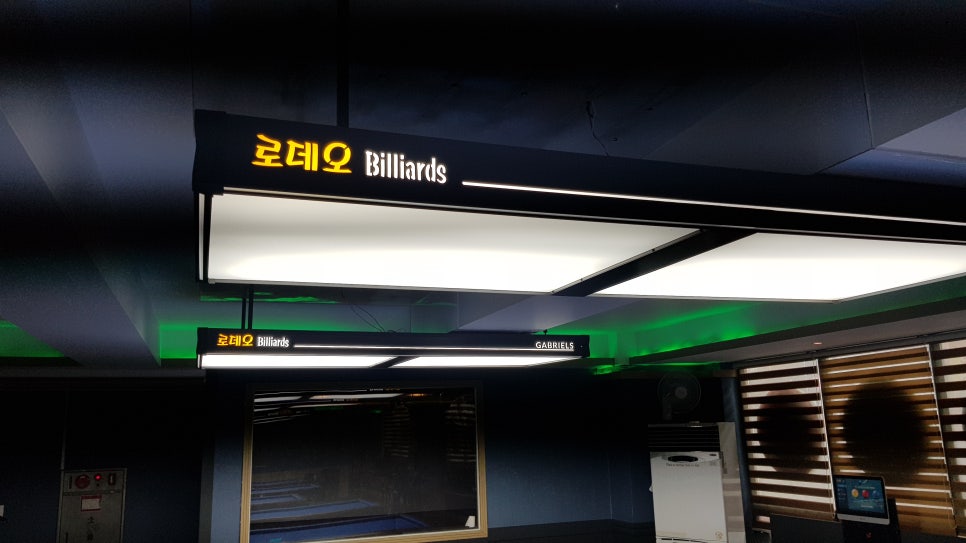 로데오 Billiards
로데오 Billiards GABRIELS